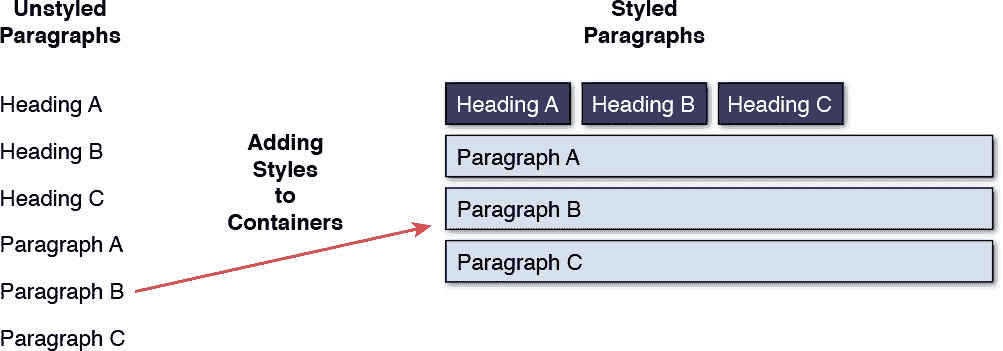 Unstyled
Paragraphs
Heading A
Heading B
Heading C
Paragraph A
Paragraph B
Paragraph C
Adding
Styles
to
Containers
Styled
Paragraphs
Heading A Heading B Heading C
Paragraph A
Paragraph B
Paragraph C